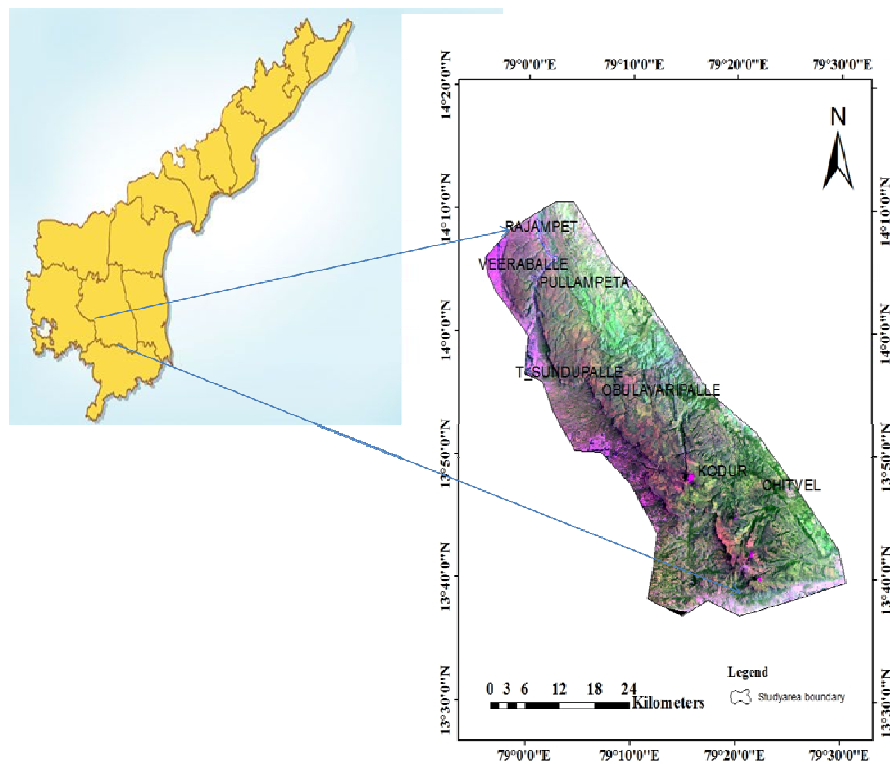 79°0'0"E 79°10'0"E 79°20'0"E 79°30'0"E
14°20'0"N
14°10'0"N
14°0'0"N
13°50'0"N
13°40'0"N
13°30'0"N
N
RAJAMPET
VEERABALLE
PULLAMPETA
T_SUNDUPALLE
OBULAVARIPALLE
KODUR
CHITVEL
14°20'0"N
14°10'0"N
14°0'0"N
13°50'0"N
13°40'0"N
13°30'0"N
Legend
Studyarea boundary
0 3 6 12 18 24
Kilometers
79°0'0"E 79°10'0"E 79°20'0"E 79°30'0"E